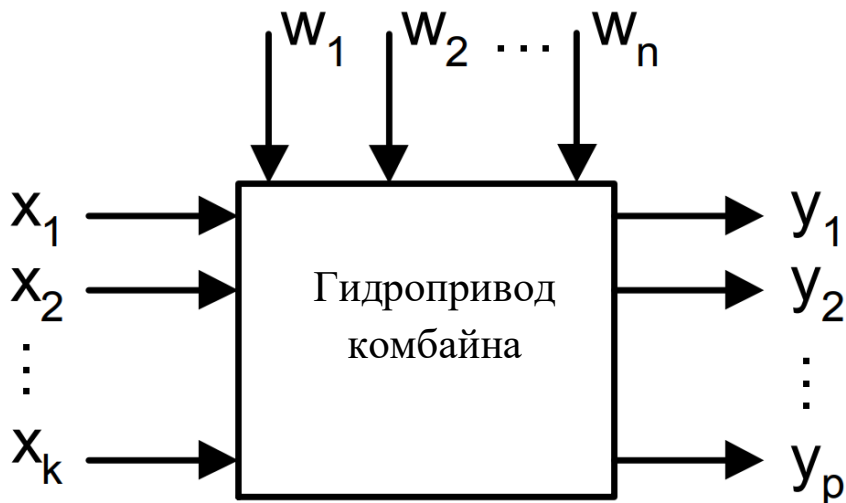 w₁ w₂ ... wₙ
x₁ y₁
x₂ Гидропривод y₂
⋮ комбайна ⋮
xₖ yₚ